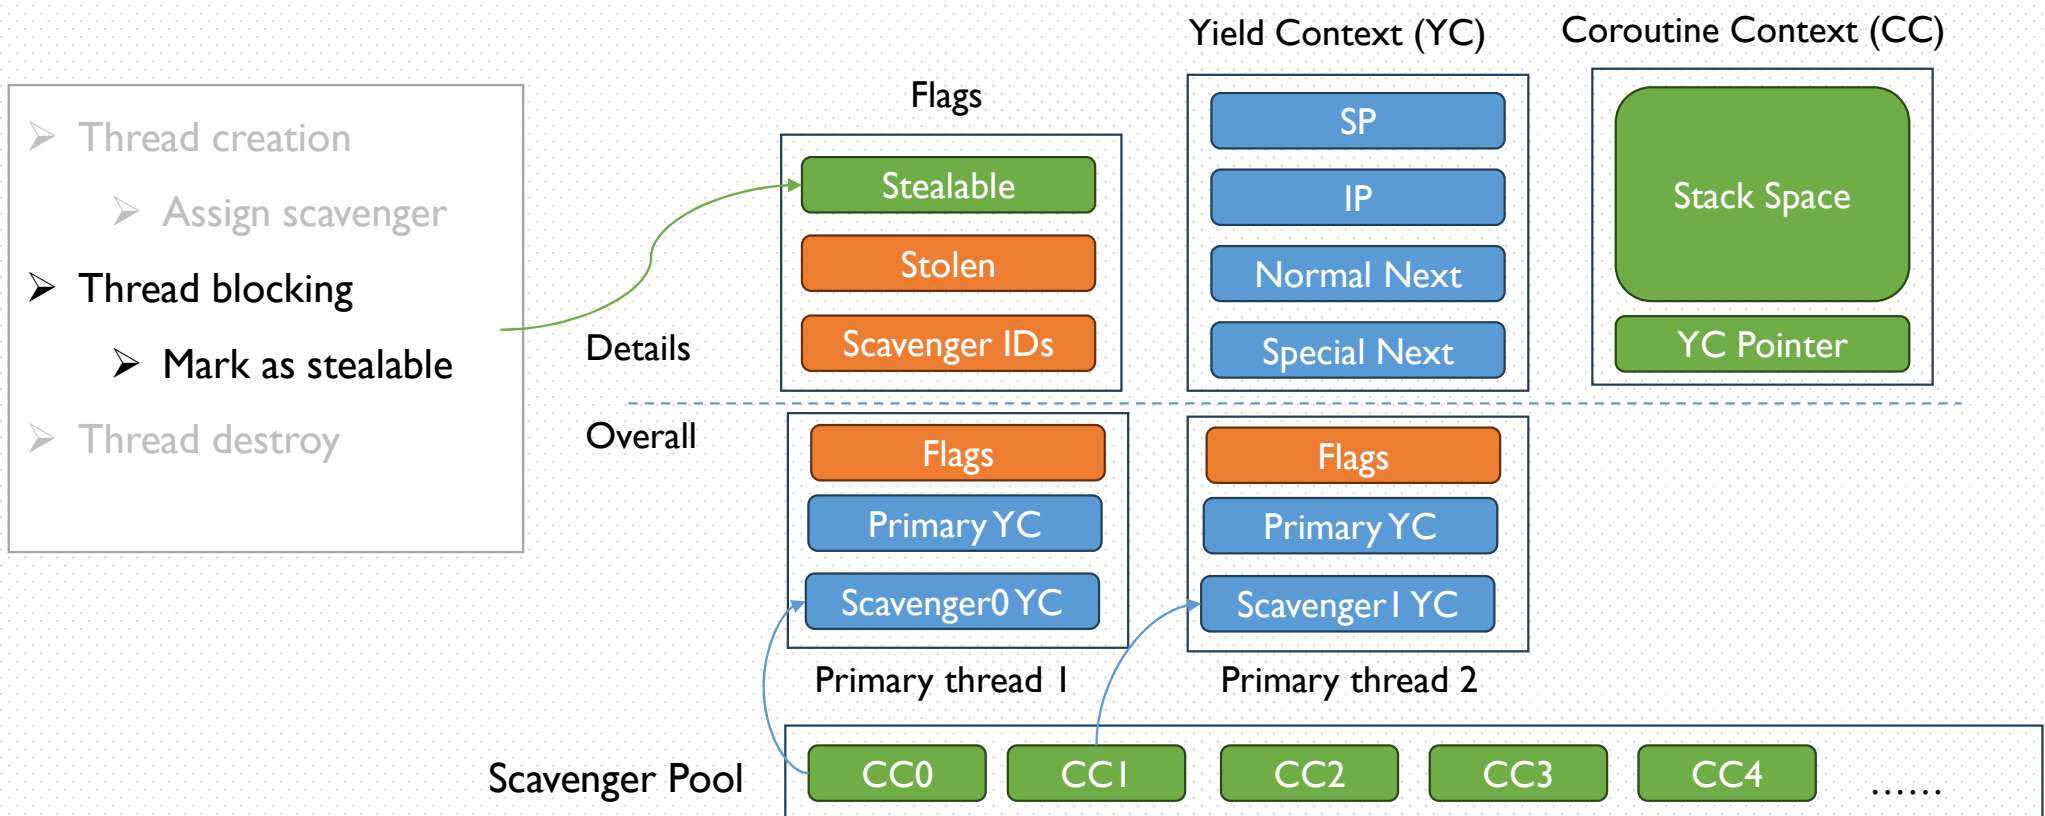 Thread creation
Assign scavenger
Thread blocking
Mark as stealable
Thread destroy
Details
Overall
Flags
Stealable
Stolen
Scavenger IDs
Yield Context (YC)
SP
IP
Normal Next
Special Next
Coroutine Context (CC)
Stack Space
YC Pointer
Flags
Primary YC
Scavenger0 YC
Primary thread 1
Flags
Primary YC
Scavenger1 YC
Primary thread 2
Scavenger Pool
CC0
CC1
CC2
CC3
CC4
......